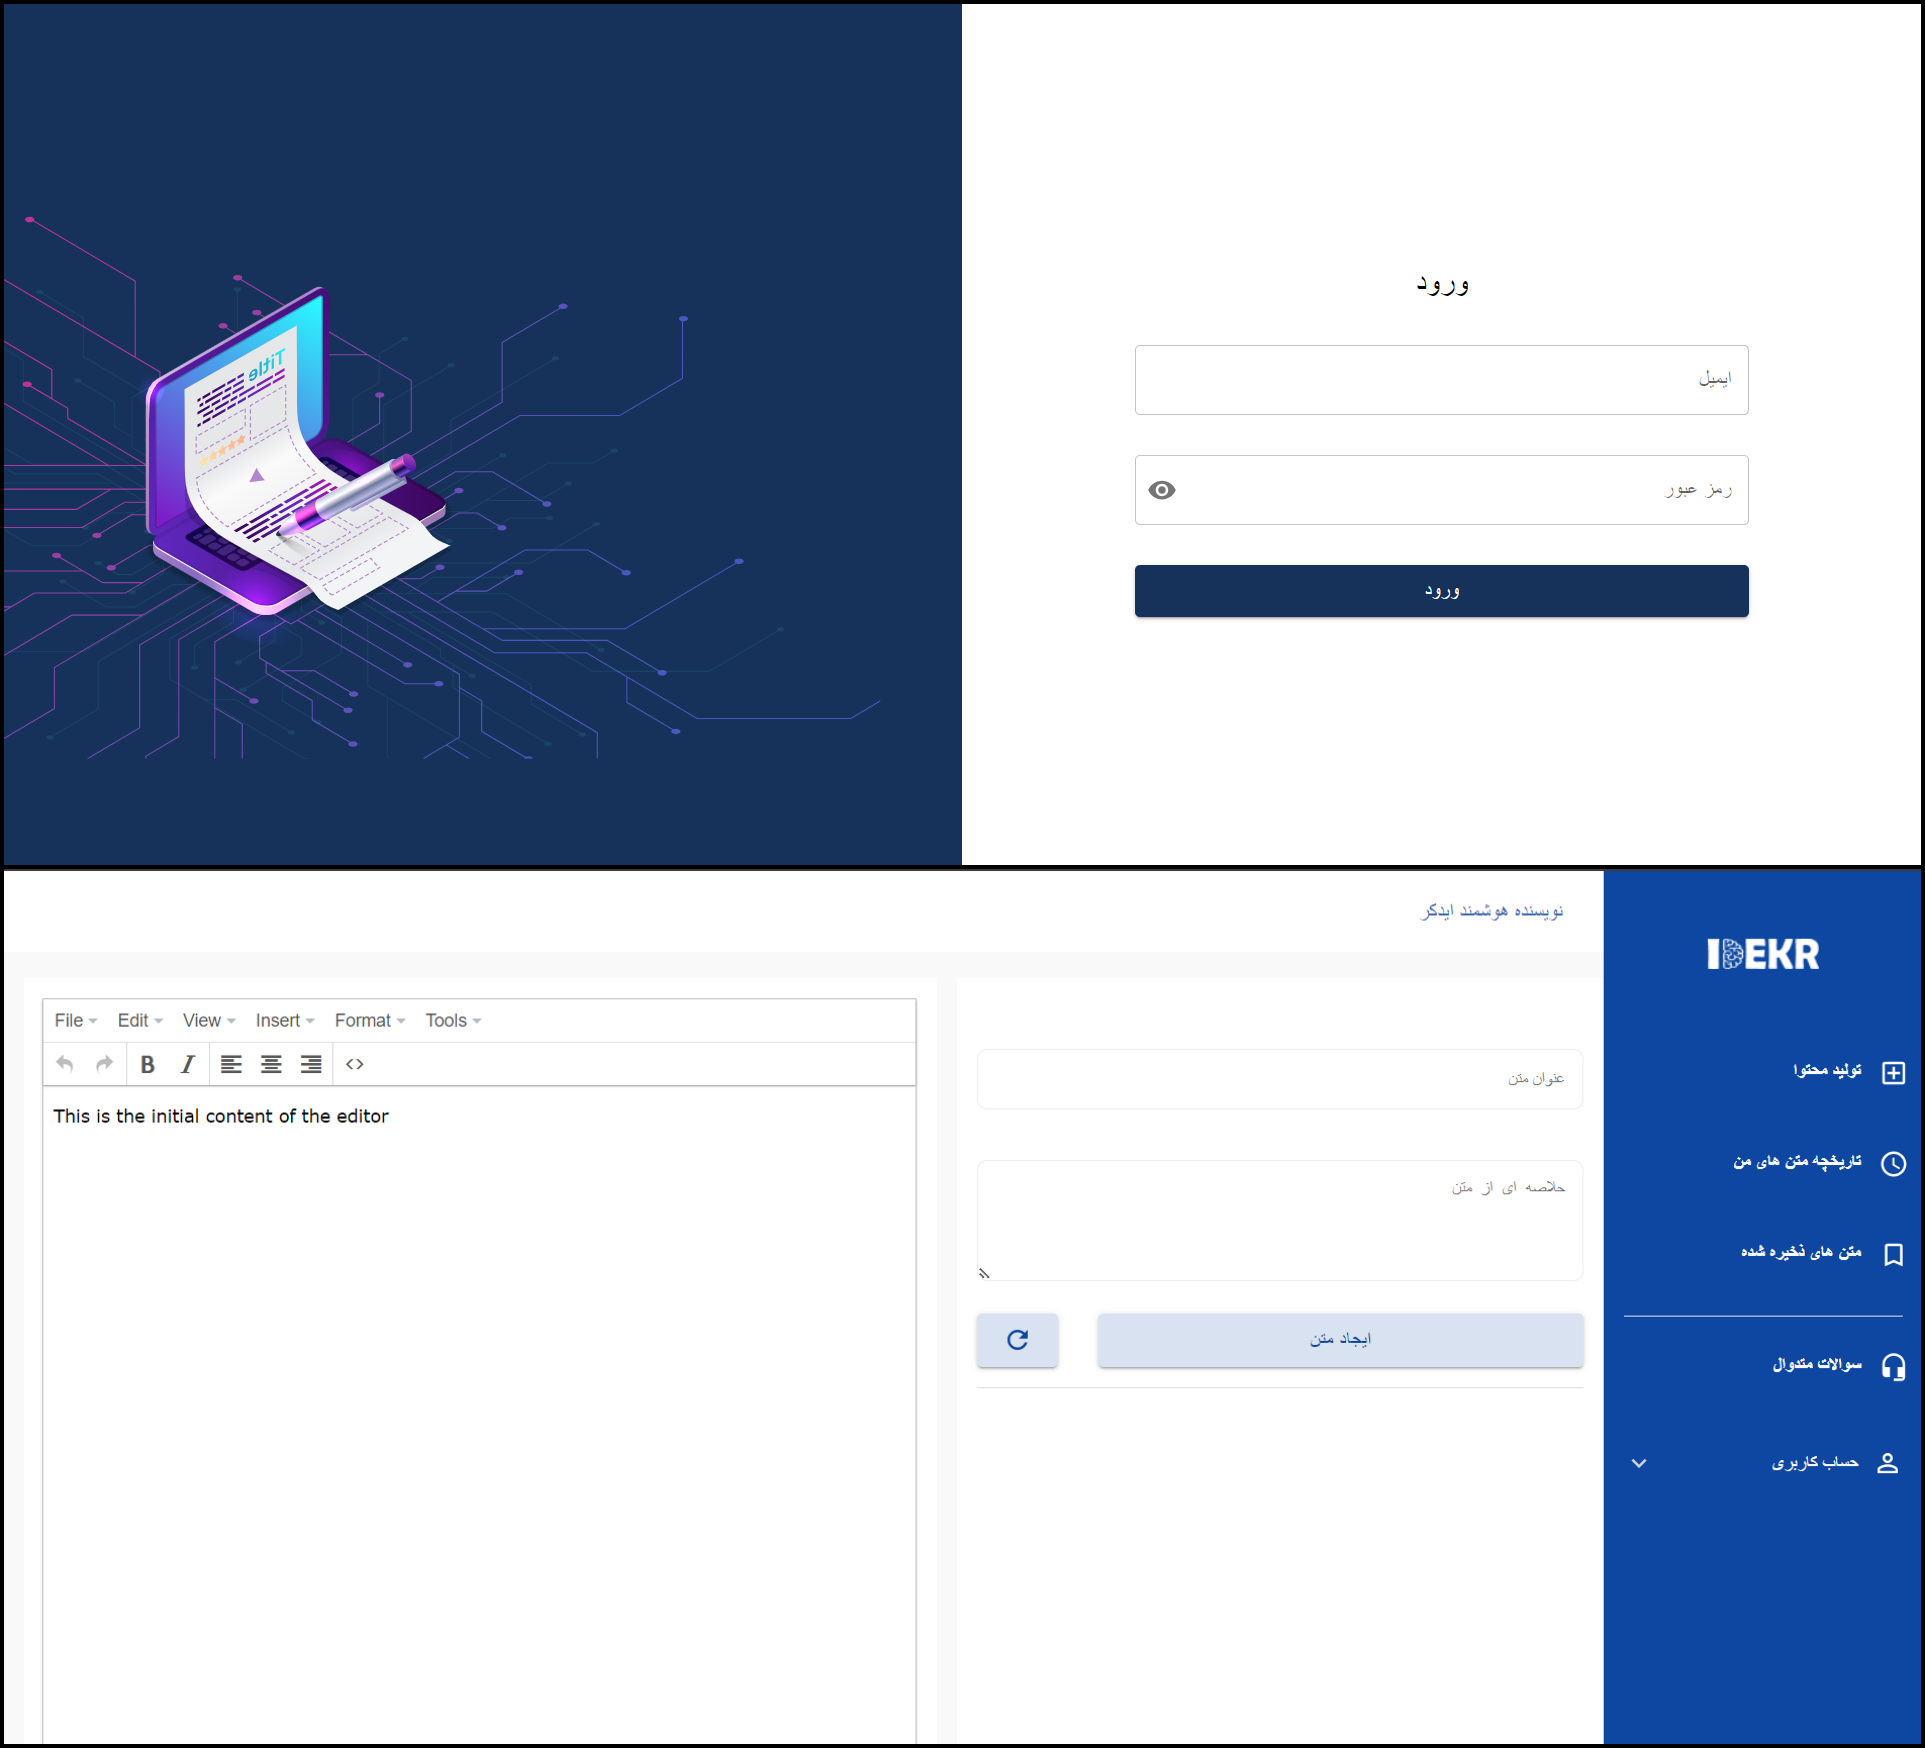 Title
ورود
ایمیل
رمز عبور
ورود
نویسنده هوشمند ایدکر
IDEKR
تولید محتوا
تاریخچه متن های من
متن های ذخیره شده
سوالات متدوال
حساب کاربری
عنوان متن
خلاصه ای از متن
ایجاد متن
File Edit View Insert Format Tools
B I <>
This is the initial content of the editor